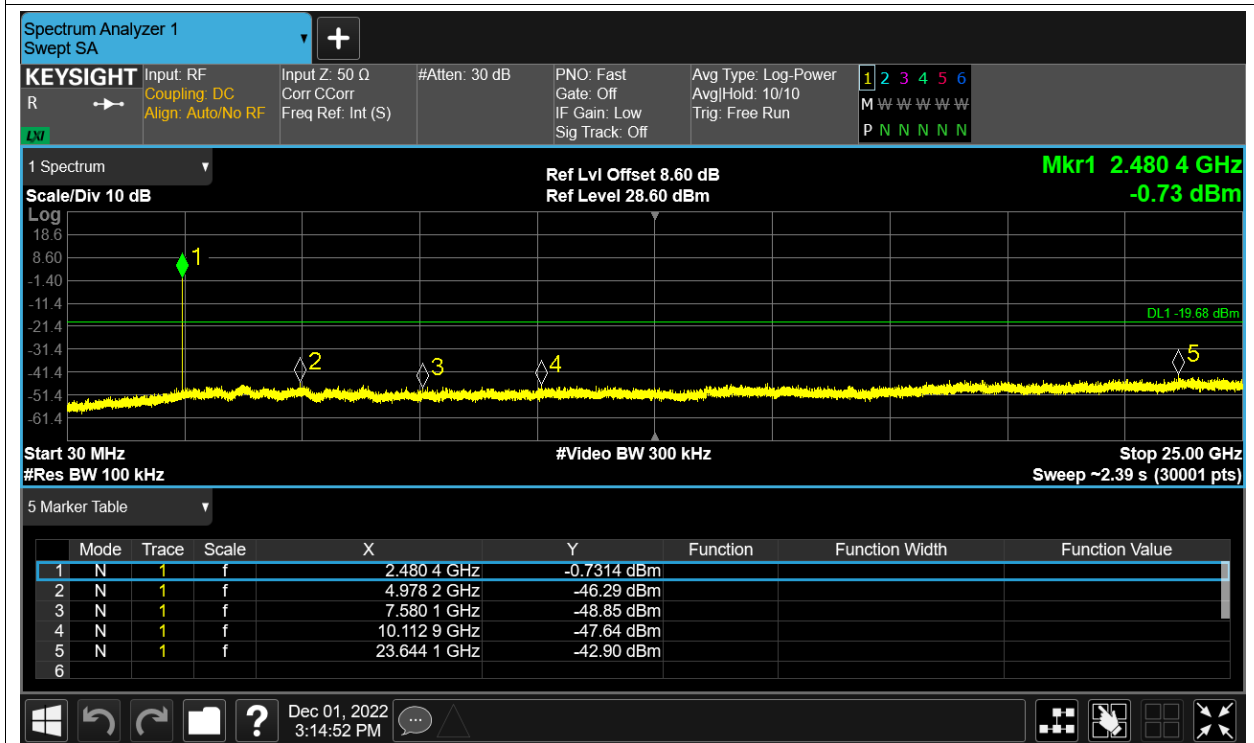 Spectrum Analyzer 1
Swept SA
KEYSIGHT
R
LXI
Input: RF
Coupling: DC
Align: Auto/No RF
Input Z: 50 Ω
Corr CCorr
Freq Ref: Int (S)
#Atten: 30 dB
PNO: Fast
Gate: Off
IF Gain: Low
Sig Track: Off
Avg Type: Log-Power
Avg|Hold: 10/10
Trig: Free Run
1 2 3 4 5 6
M W W W W W
P N N N N N
1 Spectrum
Scale/Div 10 dB
Ref Lvl Offset 8.60 dB
Ref Level 28.60 dBm
Mkr1 2.480 4 GHz
-0.73 dBm
Log
18.6
8.60
-1.40
-11.4
-21.4
-31.4
-41.4
-51.4
-61.4
1
2
3
4
5
DL1 -19.68 dBm
Start 30 MHz
#Res BW 100 kHz
#Video BW 300 kHz
Stop 25.00 GHz
Sweep ~2.39 s (30001 pts)
5 Marker Table
Mode Trace Scale X Y Function Function Width Function Value
1 N 1 f 2.480 4 GHz -0.7314 dBm
2 N 1 f 4.978 2 GHz -46.29 dBm
3 N 1 f 7.580 1 GHz -48.85 dBm
4 N 1 f 10.112 9 GHz -47.64 dBm
5 N 1 f 23.644 1 GHz -42.90 dBm
6
?
Dec 01, 2022
3:14:52 PM